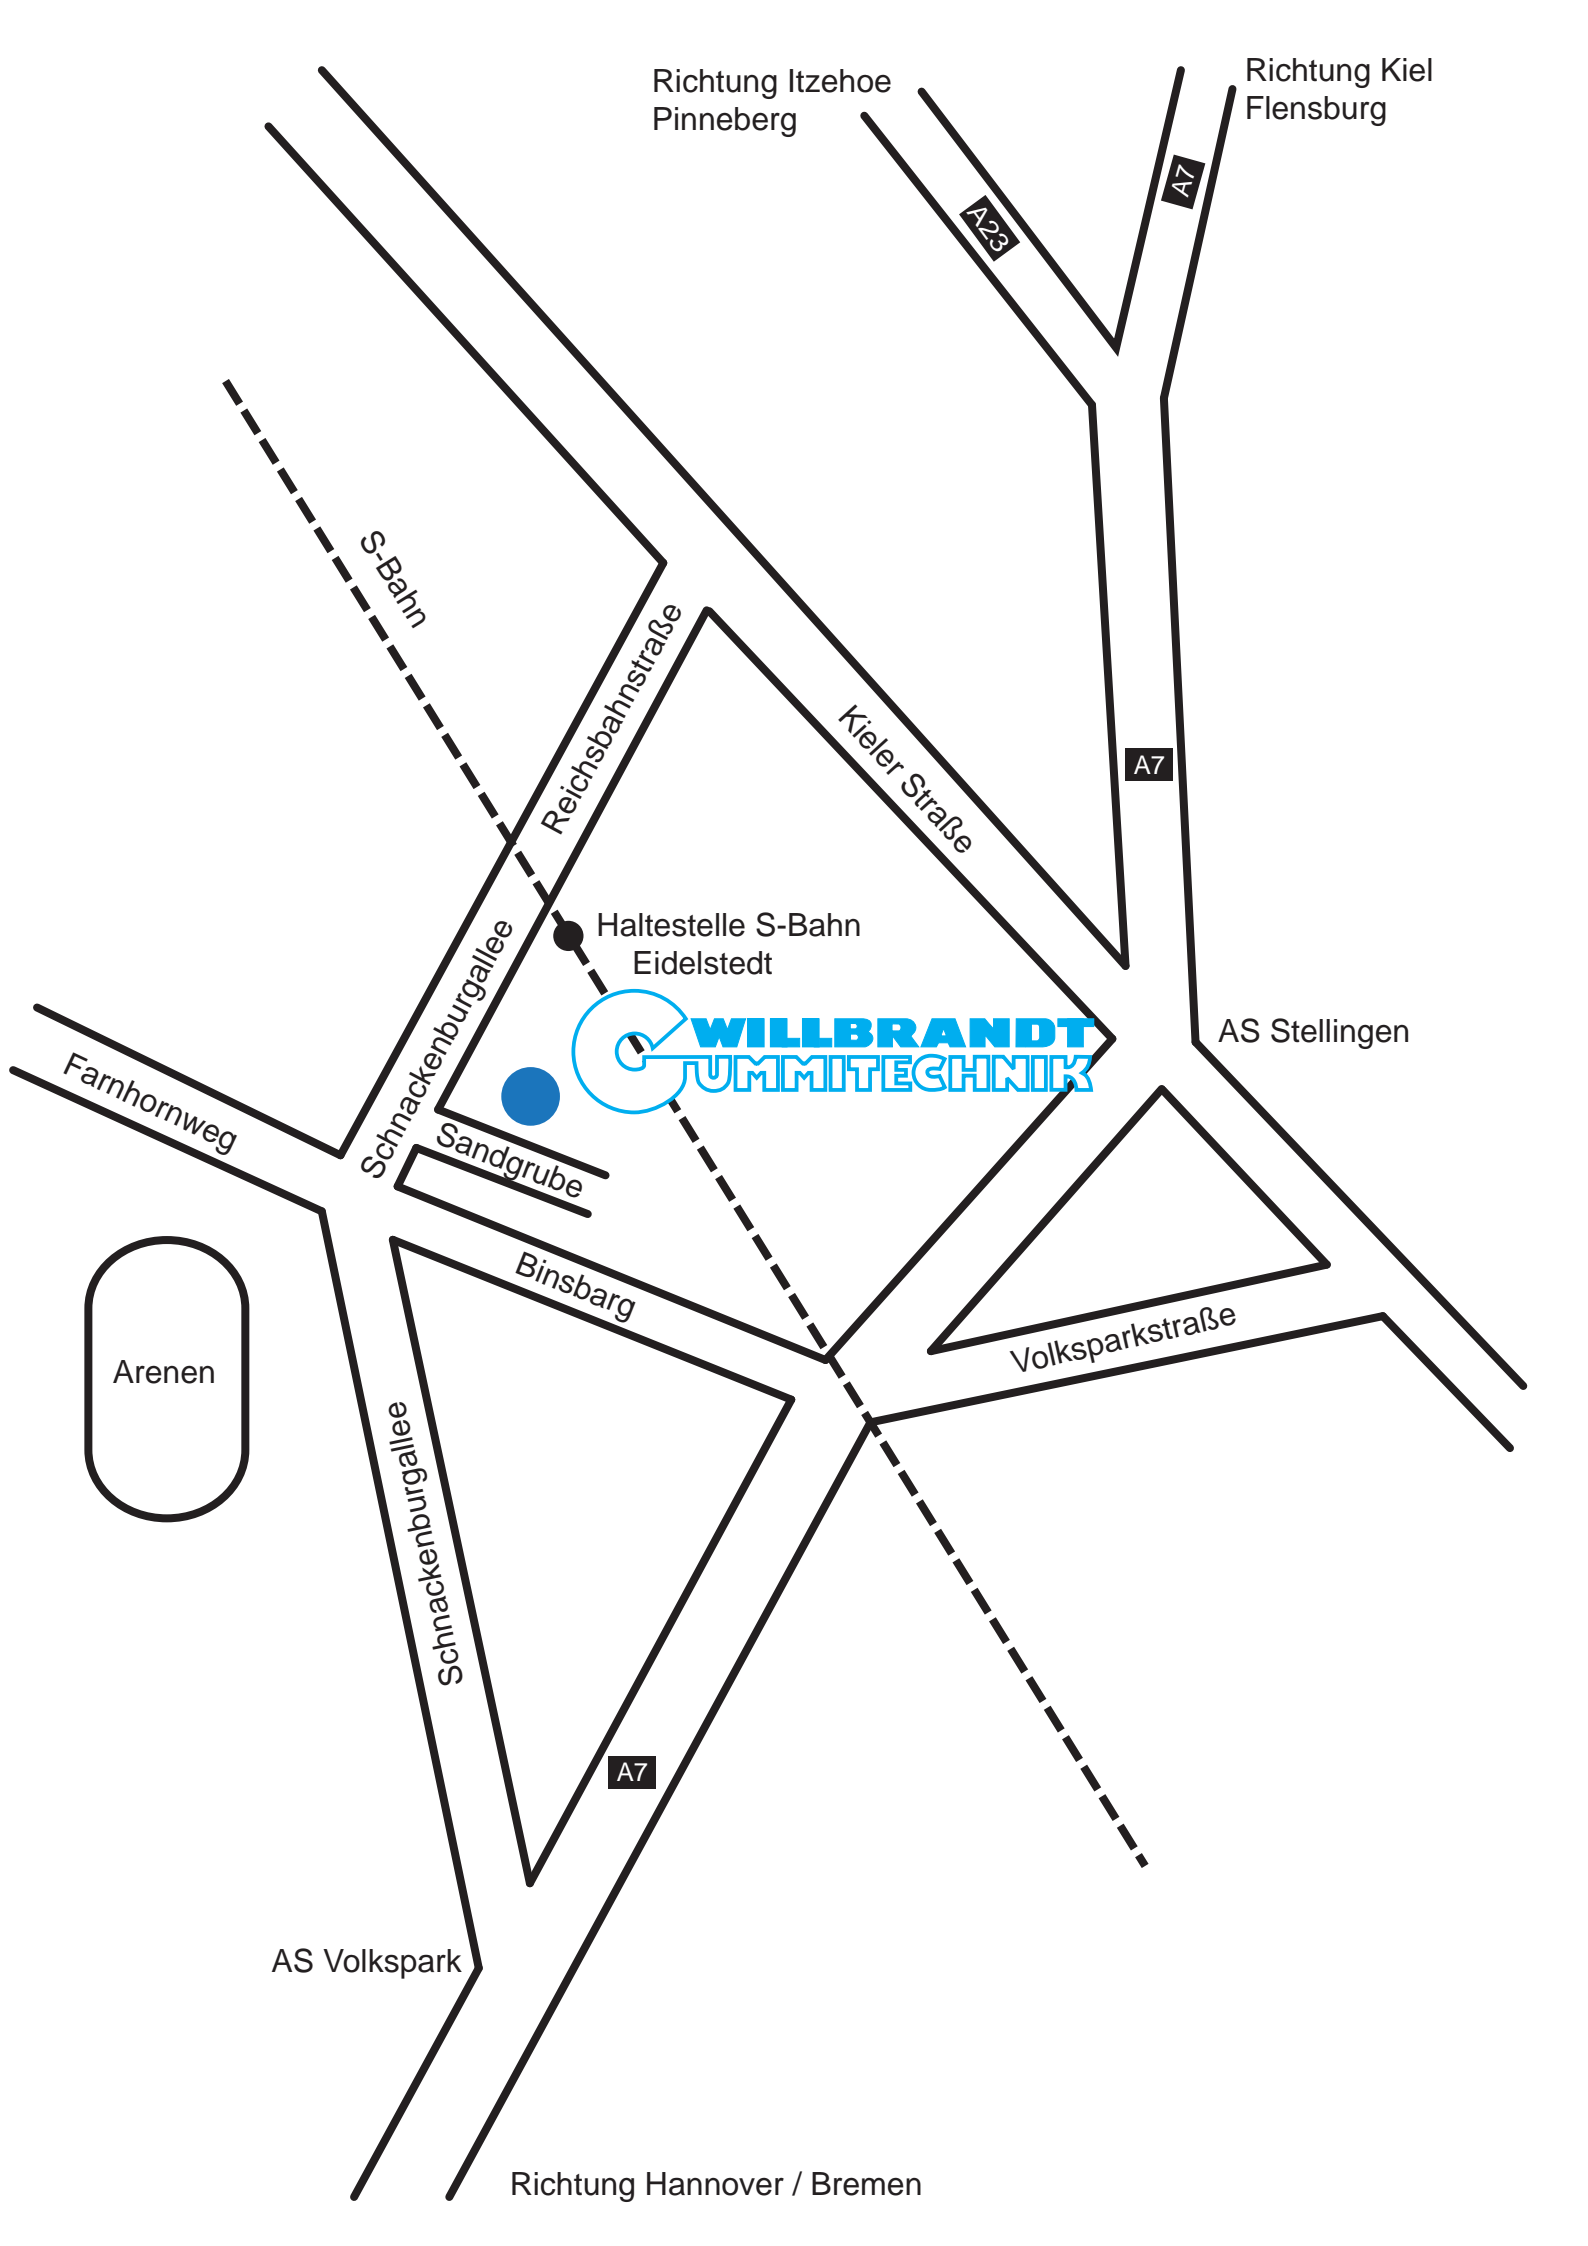 Richtung Itzehoe
Pinneberg
Richtung Kiel
Flensburg
A7
A23
S-Bahn
Reichsbahnstraße
Kieler Straße
A7
Haltestelle S-Bahn
Eidelstedt
Schnackenburgallee
WILLBRANDT
GUMMITECHNIK
AS Stellingen
Farnhornweg
Sandgrube
Binsbarg
Volksparkstraße
Arenen
Schnackenburgallee
A7
AS Volkspark
Richtung Hannover / Bremen